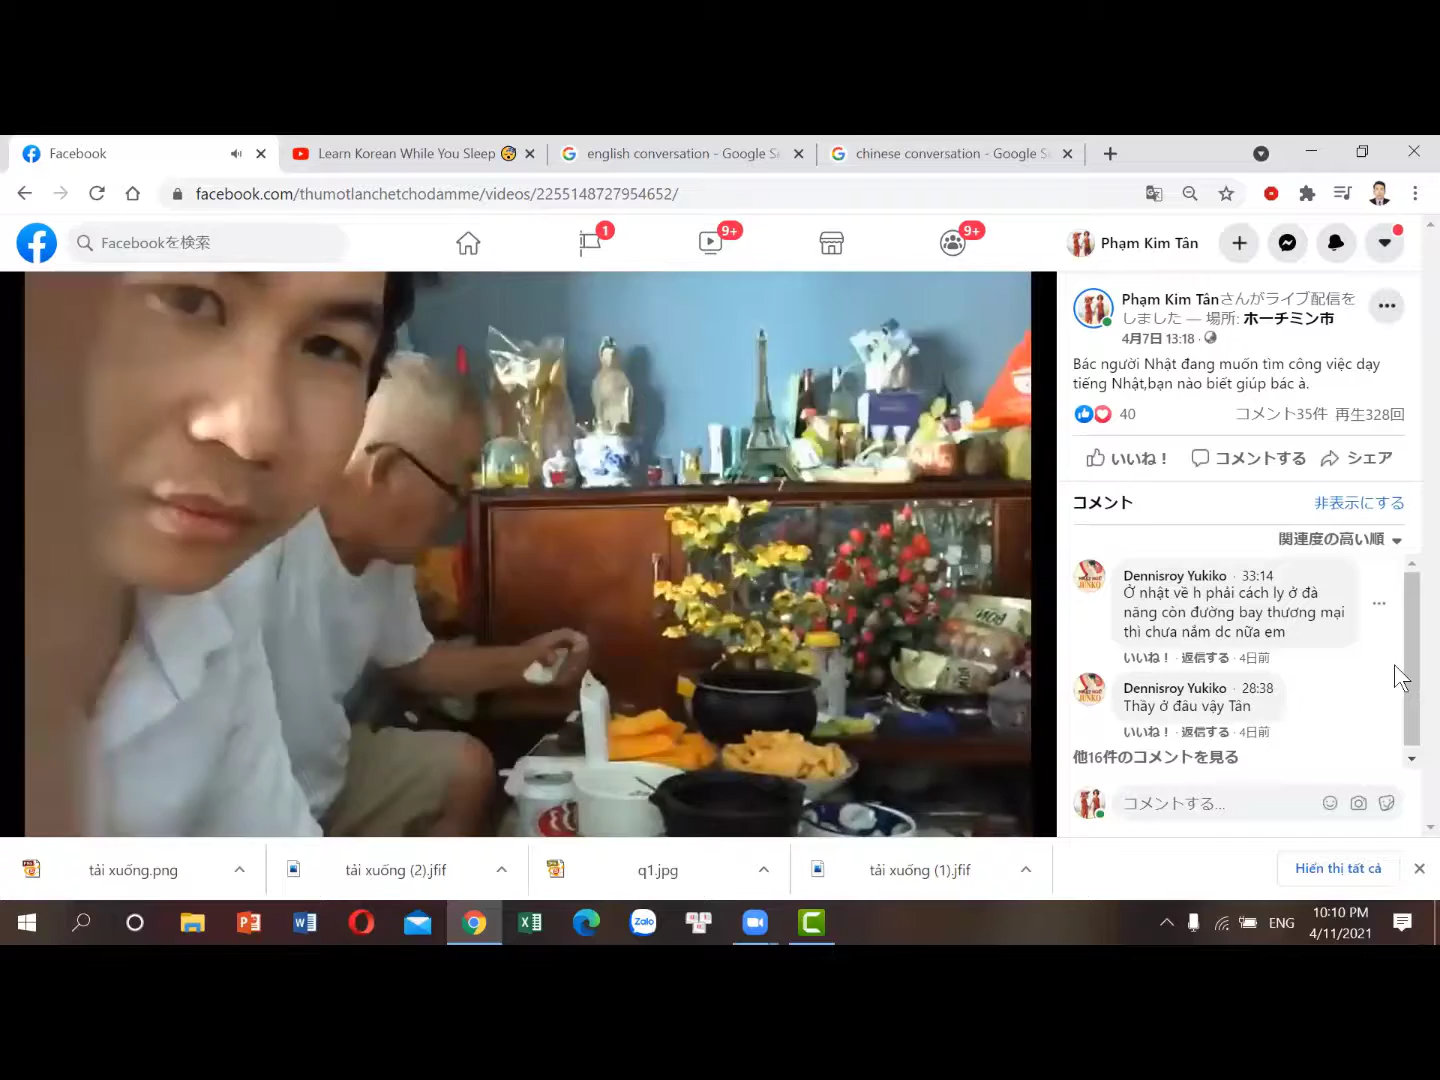 Facebook
Learn Korean While You Sleep 😴
english conversation - Google S
chinese conversation - Google S
facebook.com/thumotlanchetchodamme/videos/2255148727954652/
Facebookを検索
1
9+
9+
Phạm Kim Tân
Phạm Kim Tânさんがライブ配信を
しました — 場所: ホーチミン市
4月7日 13:18 ·
Bác người Nhật đang muốn tìm công việc dạy
tiếng Nhật,bạn nào biết giúp bác à.
40
コメント35件 再生328回
いいね！ コメントする シェア
コメント 非表示にする
関連度の高い順
Dennisroy Yukiko · 33:14
Ở nhật về h phải cách ly ở đà
nãng còn đường bay thương mại
thì chưa nắm dc nữa em
いいね！ · 返信する · 4日前
Dennisroy Yukiko · 28:38
Thầy ở đâu vậy Tân
いいね！ · 返信する · 4日前
他16件のコメントを見る
コメントする...
tải xuống.png
tải xuống (2).jfif
q1.jpg
tải xuống (1).jfif
Hiển thị tất cả
Zalo
ENG
10:10 PM
4/11/2021